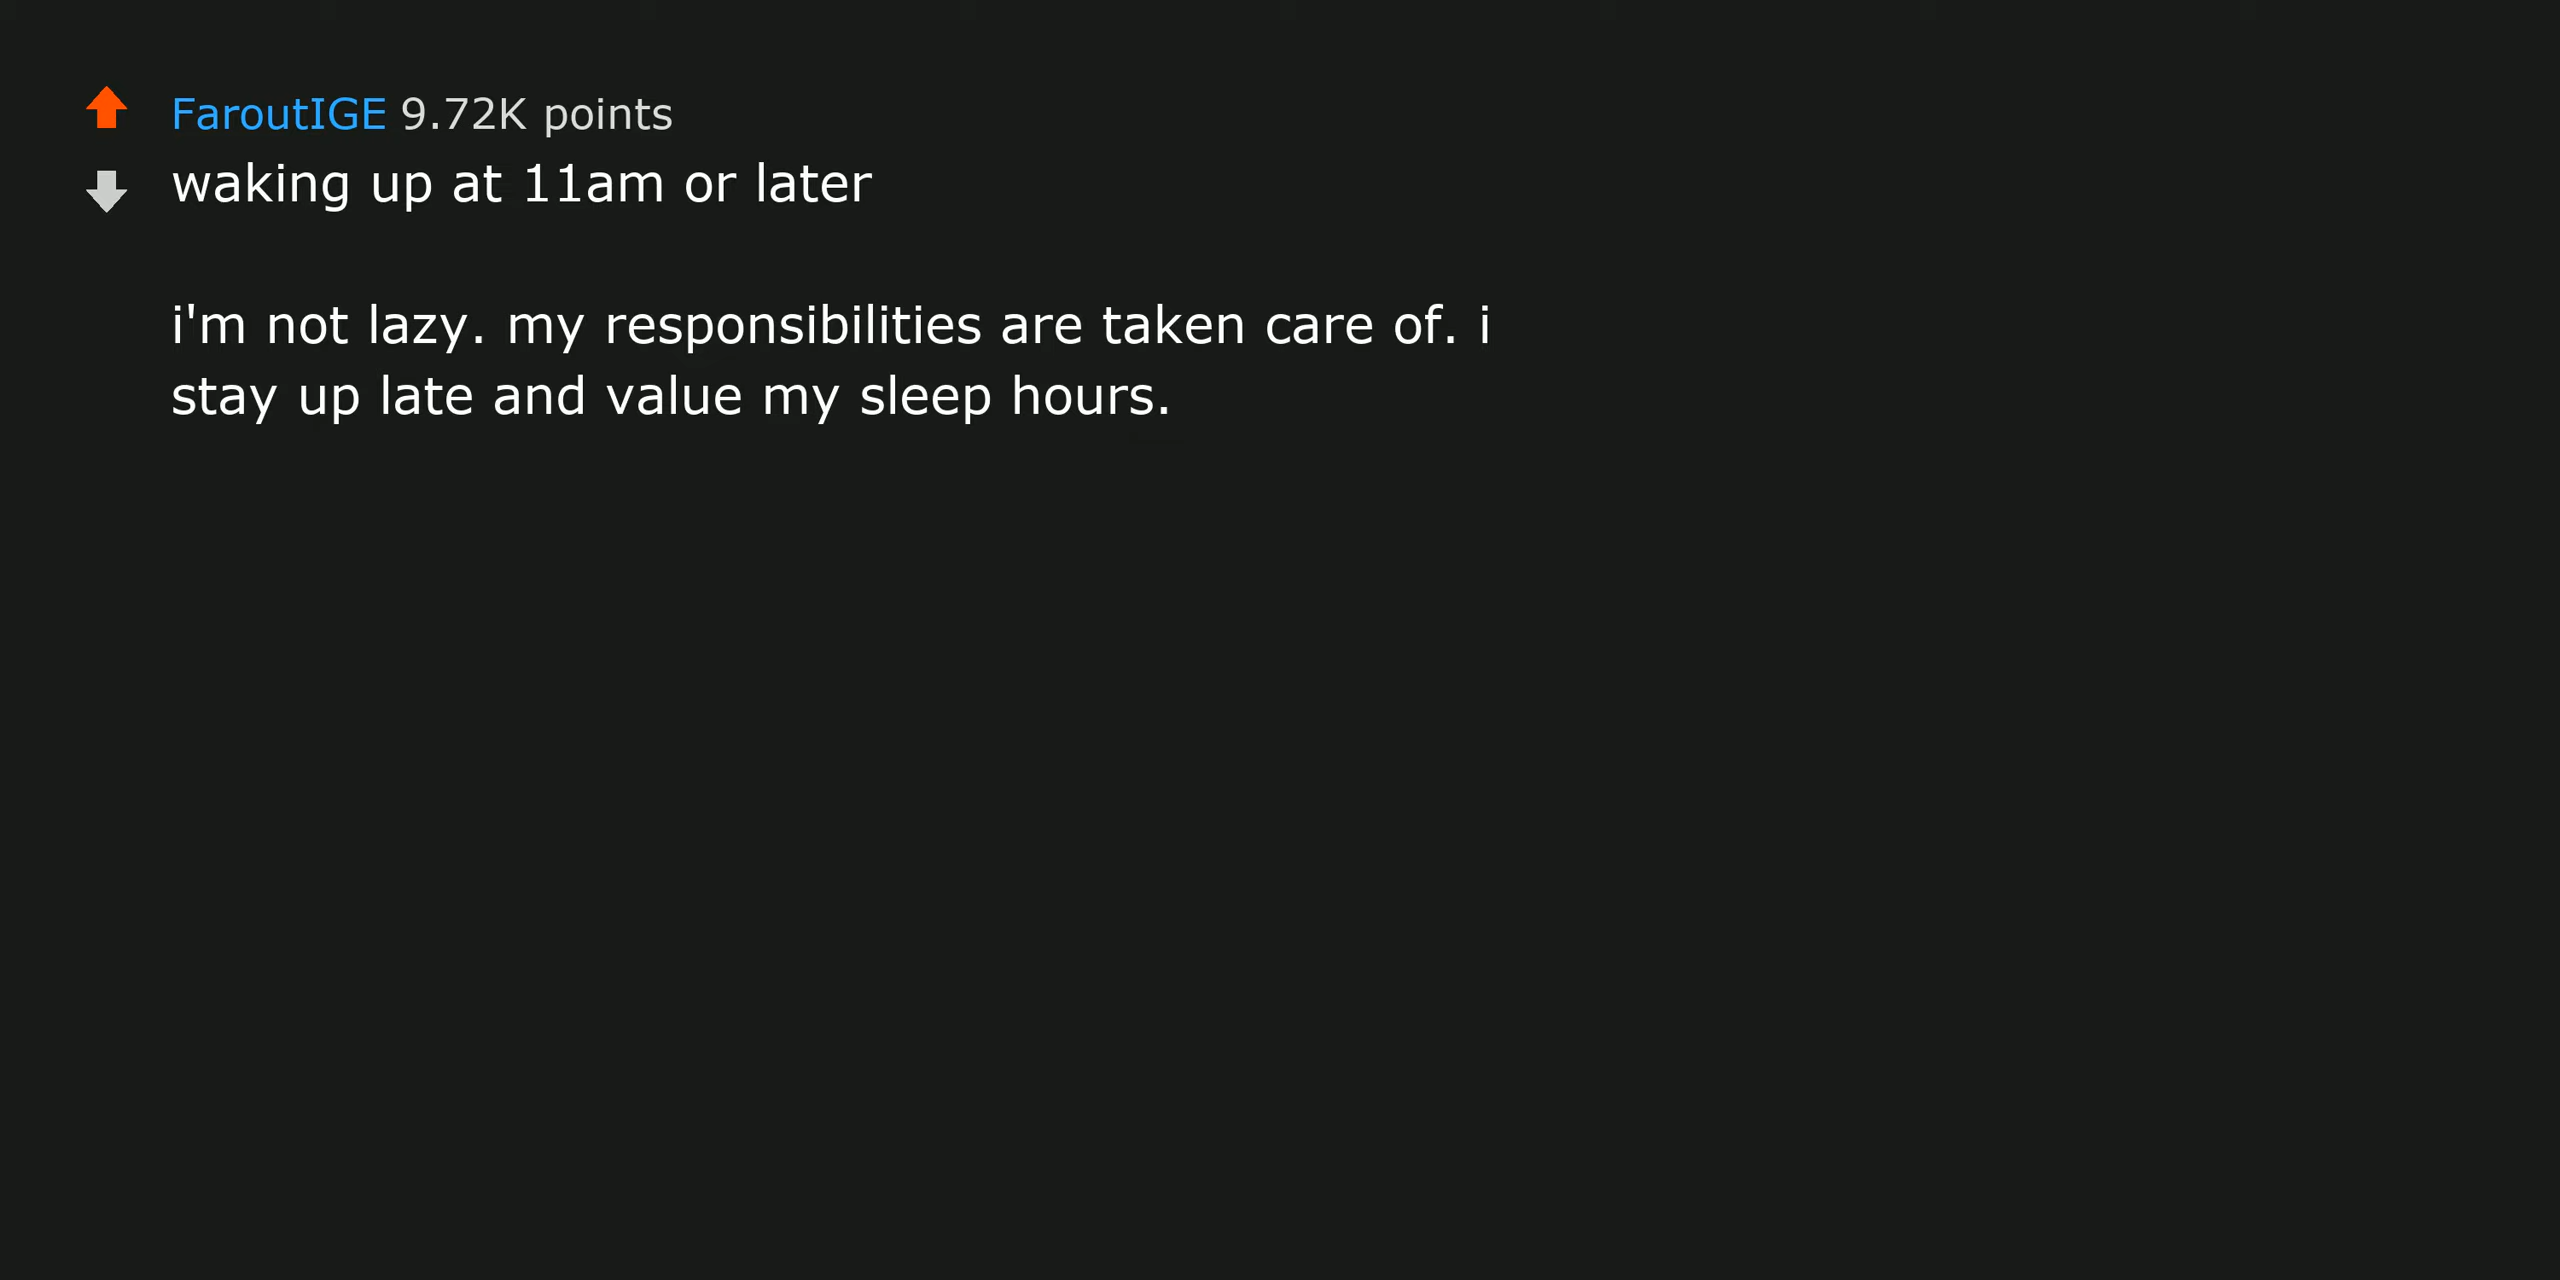 FaroutIGE 9.72K points
waking up at 11am or later
i'm not lazy. my responsibilities are taken care of. i
stay up late and value my sleep hours.